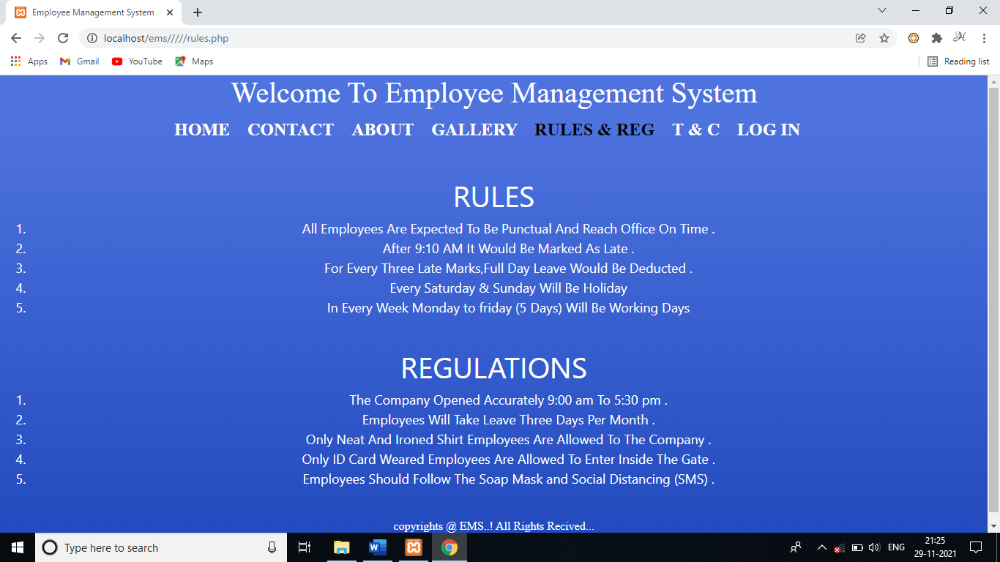 Employee Management System
localhost/ems/////rules.php
Apps Gmail YouTube Maps Reading list
Welcome To Employee Management System
HOME CONTACT ABOUT GALLERY RULES & REG T & C LOG IN
RULES
1. All Employees Are Expected To Be Punctual And Reach Office On Time .
2. After 9:10 AM It Would Be Marked As Late .
3. For Every Three Late Marks,Full Day Leave Would Be Deducted .
4. Every Saturday & Sunday Will Be Holiday
5. In Every Week Monday to friday (5 Days) Will Be Working Days
REGULATIONS
1. The Company Opened Accurately 9:00 am To 5:30 pm .
2. Employees Will Take Leave Three Days Per Month .
3. Only Neat And Ironed Shirt Employees Are Allowed To The Company .
4. Only ID Card Weared Employees Are Allowed To Enter Inside The Gate .
5. Employees Should Follow The Soap Mask and Social Distancing (SMS) .
copyrights @ EMS..! All Rights Recived...
Type here to search
ENG
21:25
29-11-2021